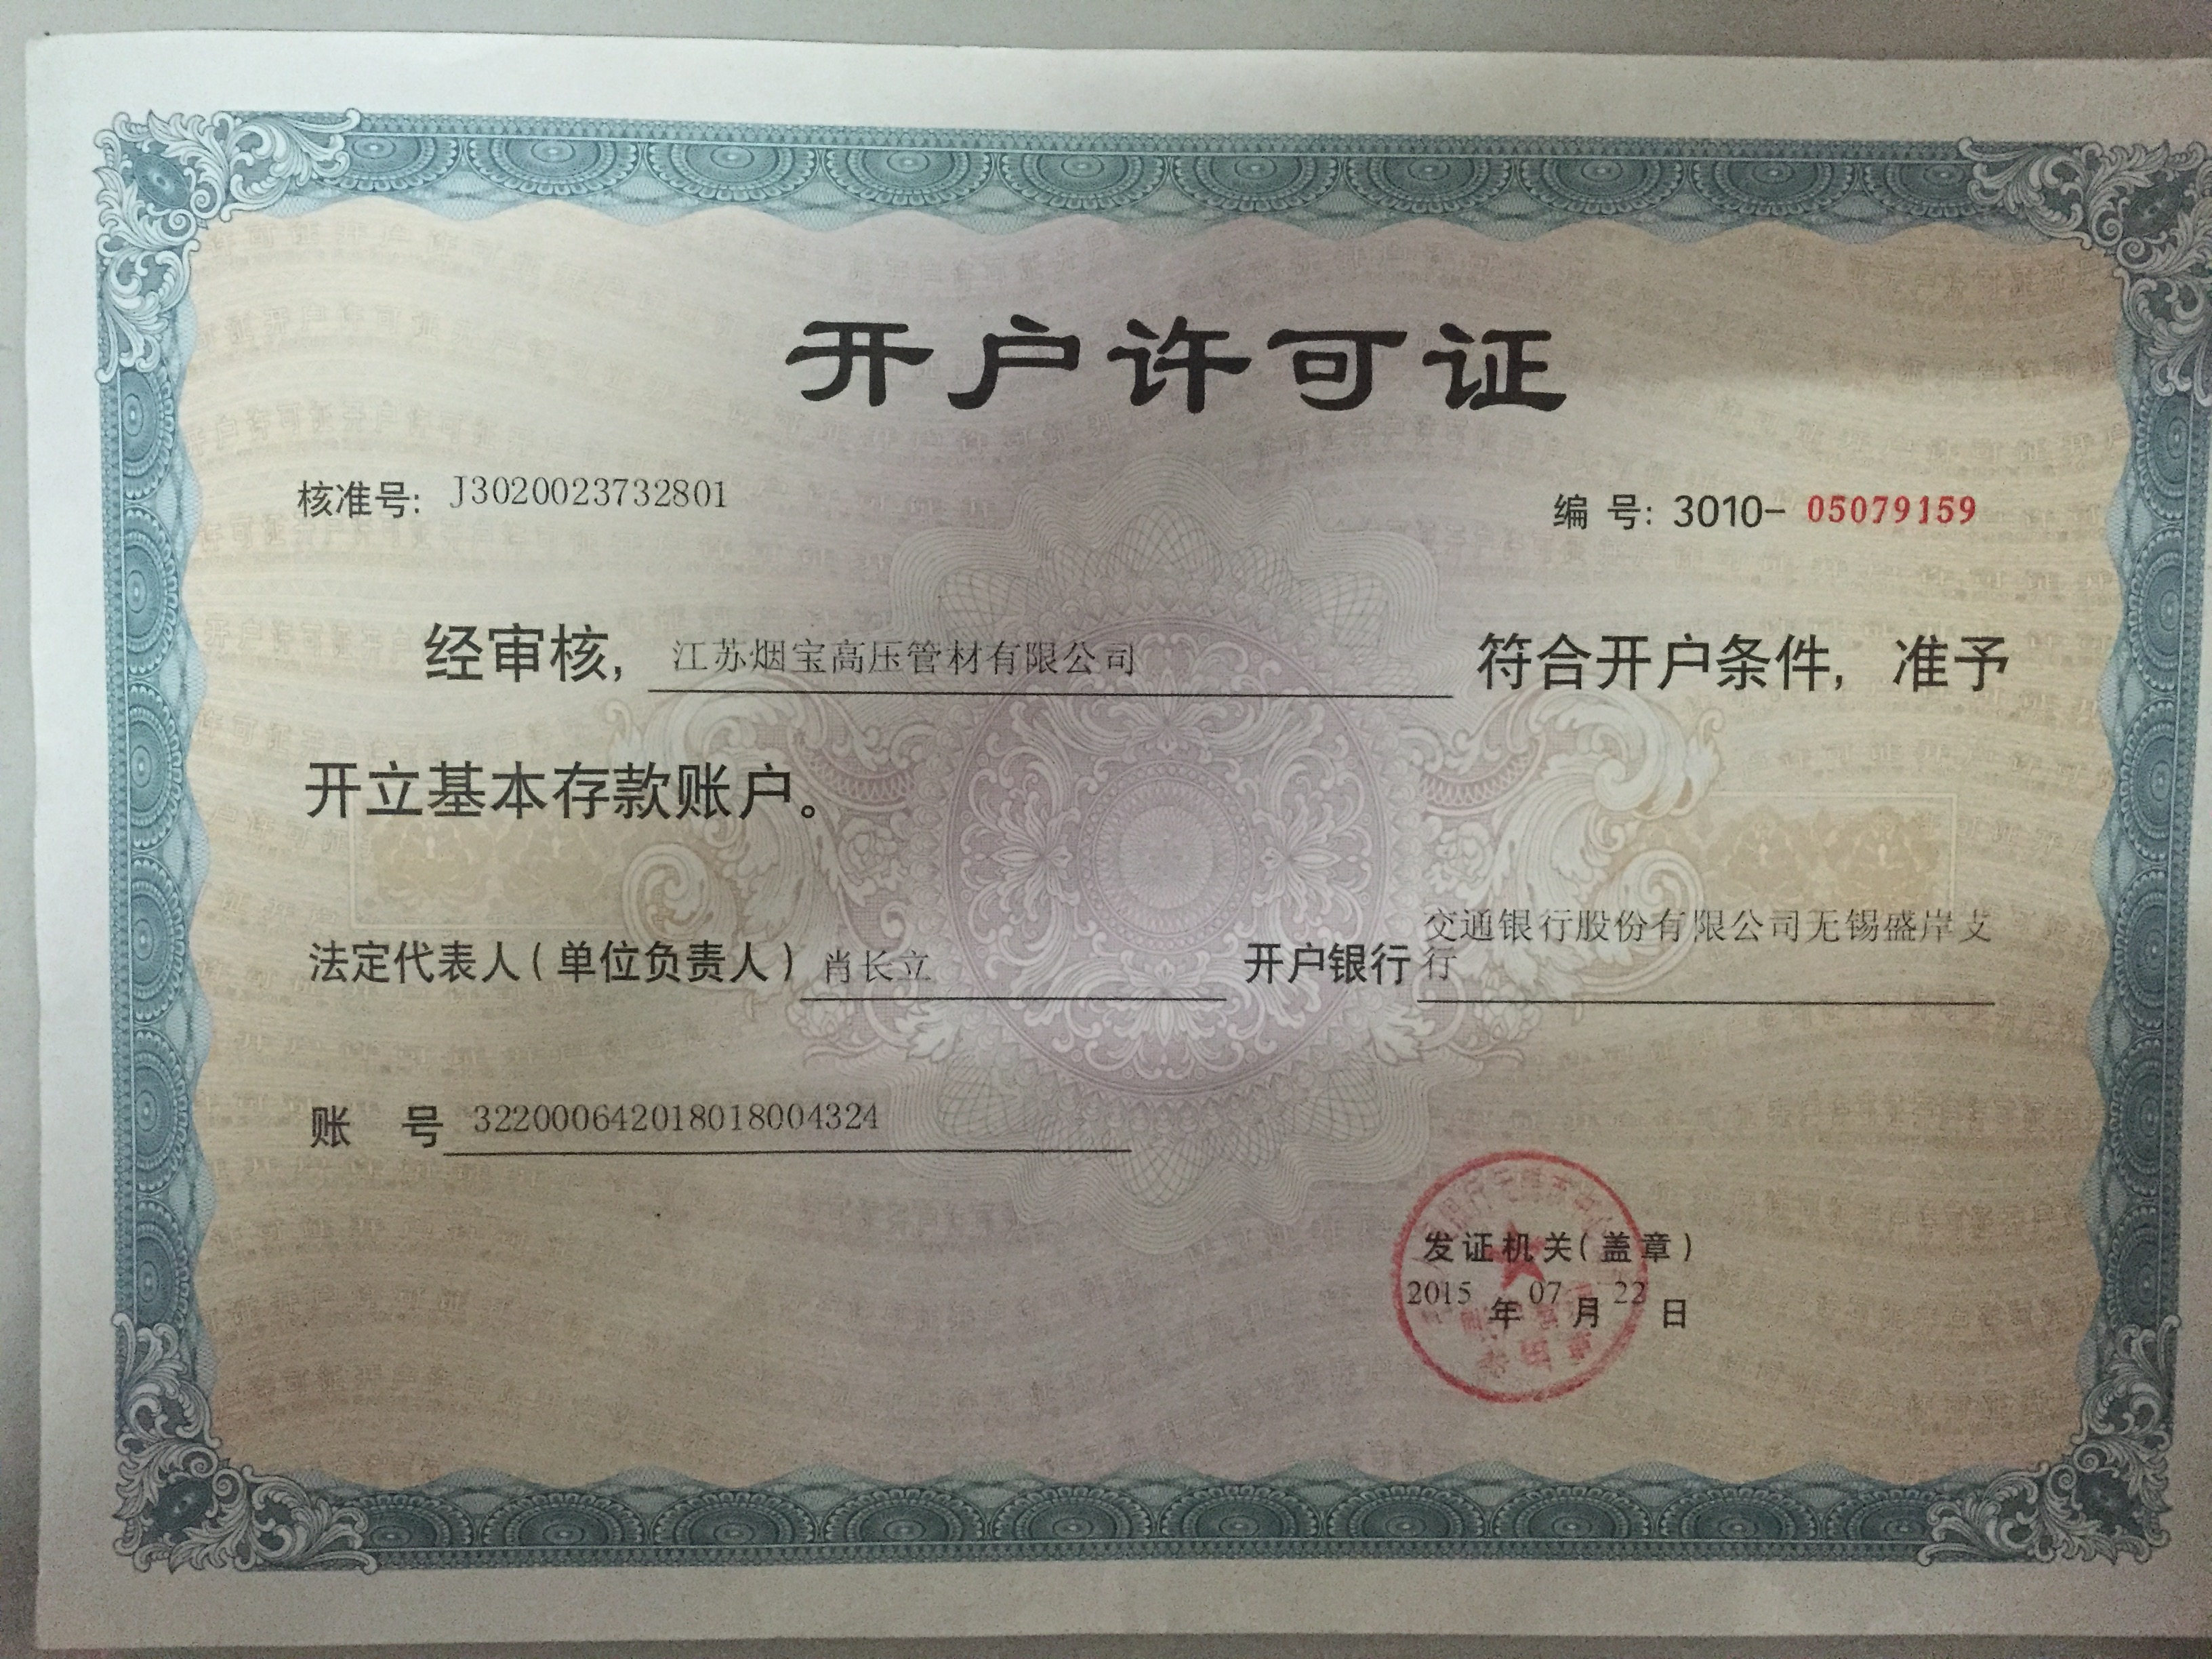 开户许可证
核准号: J3020023732801
编 号: 3010- 05079159
经审核, 江苏烟宝高压管材有限公司 符合开户条件, 准予
开立基本存款账户。
法定代表人(单位负责人) 肖长立 开户银行 交通银行股份有限公司无锡盛岸支
行
账 号 322000642018018004324
发证机关(盖章)
2015 年 07 月 22 日